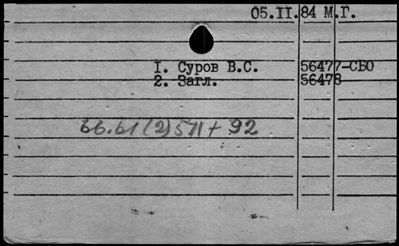 05.II.84 М.Г.
I. Суров В.С. 56477-СБО
2. Загл. 56478
66.61(2)571+92